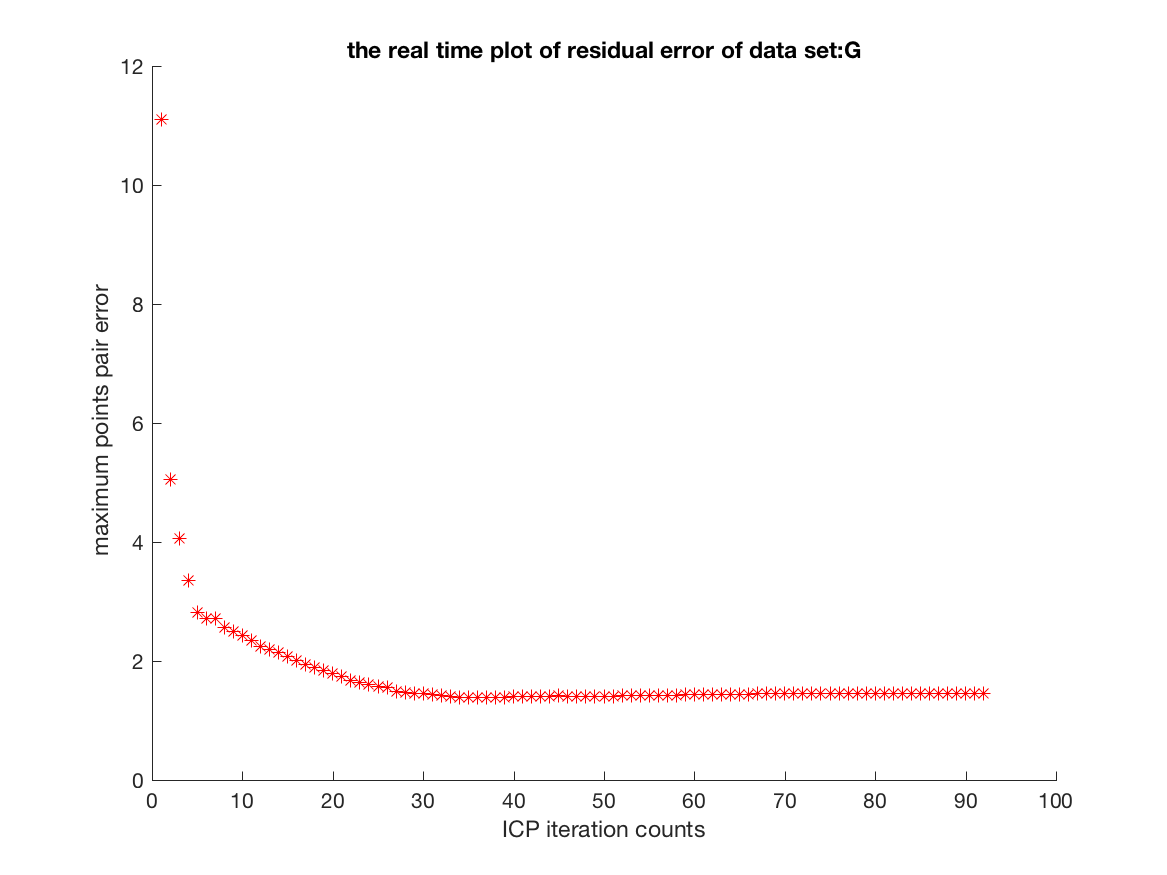 the real time plot of residual error of data set:G
12
10
8
6
4
2
0
maximum points pair error
0 10 20 30 40 50 60 70 80 90 100
ICP iteration counts